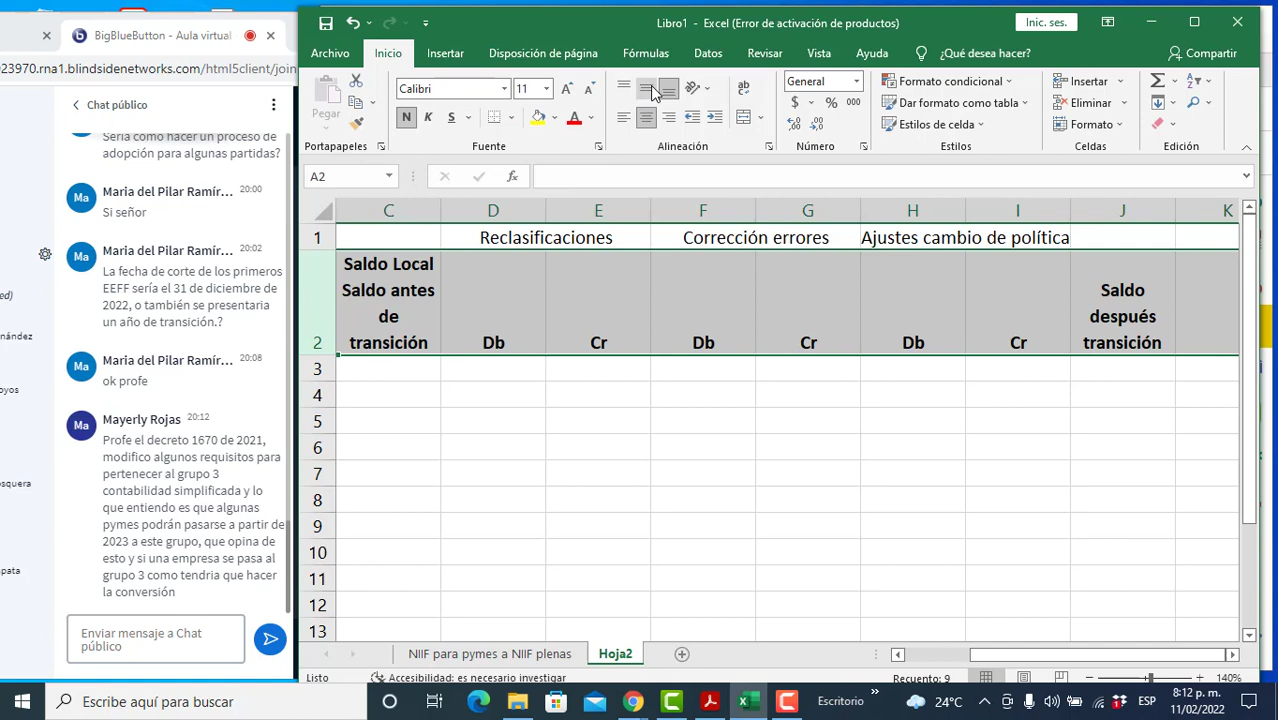 Libro1 - Excel (Error de activación de productos)
Inic. ses.
BigBlueButton - Aula virtual
Archivo Inicio Insertar Disposición de página Fórmulas Datos Revisar Vista Ayuda ¿Qué desea hacer? Compartir
23970.rna1.blindsidenetworks.com/html5client/join
Pegar
Calibri 11
N K S
General
$ % 000
Formato condicional
Dar formato como tabla
Estilos de celda
Insertar
Eliminar
Formato
Portapapeles Fuente Alineación Número Estilos Celdas Edición
Chat público
Sería como hacer un proceso de
adopción para algunas partidas?
Maria del Pilar Ramír... 20:00
Si señor
Maria del Pilar Ramír... 20:02
La fecha de corte de los primeros
EEFF sería el 31 de diciembre de
2022, o también se presentaria
un año de transición.?
Maria del Pilar Ramír... 20:08
ok profe
Mayerly Rojas 20:12
Profe el decreto 1670 de 2021,
modifico algunos requisitos para
pertenecer al grupo 3
contabilidad simplificada y lo
que entiendo es que algunas
pymes podrán pasarse a partir de
2023 a este grupo, que opina de
esto y si una empresa se pasa al
grupo 3 como tendria que hacer
la conversión
Enviar mensaje a Chat
público
A2
fx
C D E F G H I J K
1 Reclasificaciones Corrección errores Ajustes cambio de política
Saldo Local
Saldo antes
de
transición
Saldo
después
transición
2 Db Cr Db Cr Db Cr
3
4
5
6
7
8
9
10
11
12
13
NIIF para pymes a NIIF plenas Hoja2
Listo Accesibilidad: es necesario investigar Recuento: 9 140%
Escribe aquí para buscar
Escritorio
24°C
ESP
8:12 p. m.
11/02/2022